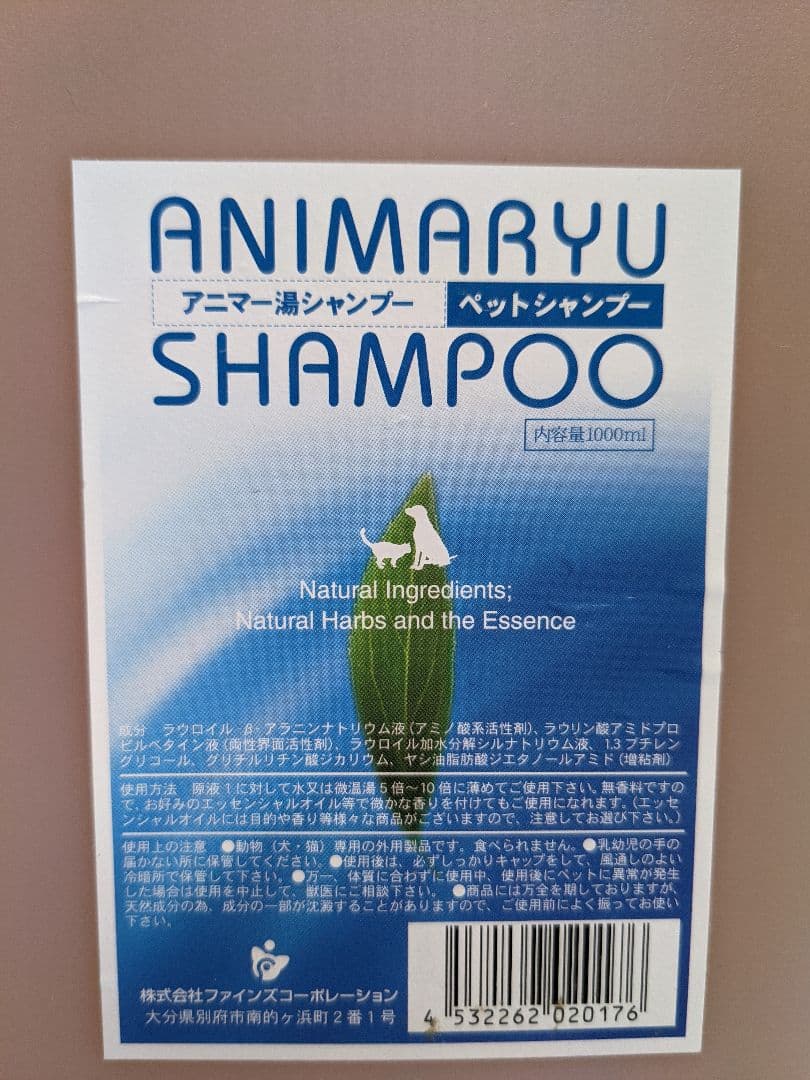 ANIMARYU
アニマー湯シャンプー ペットシャンプー
SHAMPOO
内容量1000ml
Natural Ingredients;
Natural Harbs and the Essence
成分 ラウロイル β-アラニンナトリウム液(アミノ酸系活性剤)、ラウリン酸アミドプロ
ピルベタイン液(両性界面活性剤)、ラウロイル加水分解シルナトリウム液、1.3ブチレン
グリコール、グリチルリチン酸ジカリウム、ヤシ油脂肪酸ジエタノールアミド(増粘剤)
使用方法 原液1に対して水又は微温湯5倍〜10倍に薄めてご使用下さい。無香料ですの
で、お好みのエッセンシャルオイル等で微かな香りを付けてもご使用になれます。(エッセ
ンシャルオイルには目的や香り等様々な商品がございますので、注意してお選び下さい。)
使用上の注意 ●動物(犬・猫)専用の外用製品です。食べられません。●乳幼児の手の
届かない所に保管してください。●使用後は、必ずしっかりキャップをして、風通しのよい
冷暗所で保管して下さい。●万一、体質に合わずに使用中、使用後にペットに異常が発生
した場合は使用を中止して、獣医にご相談下さい。●商品には万全を期しておりますが、
天然成分の為、成分の一部が沈澱することがありますので、ご使用前によく振ってお使い
下さい。
株式会社ファインズコーポレーション
大分県別府市南的ヶ浜町2番1号
4 532262 020176